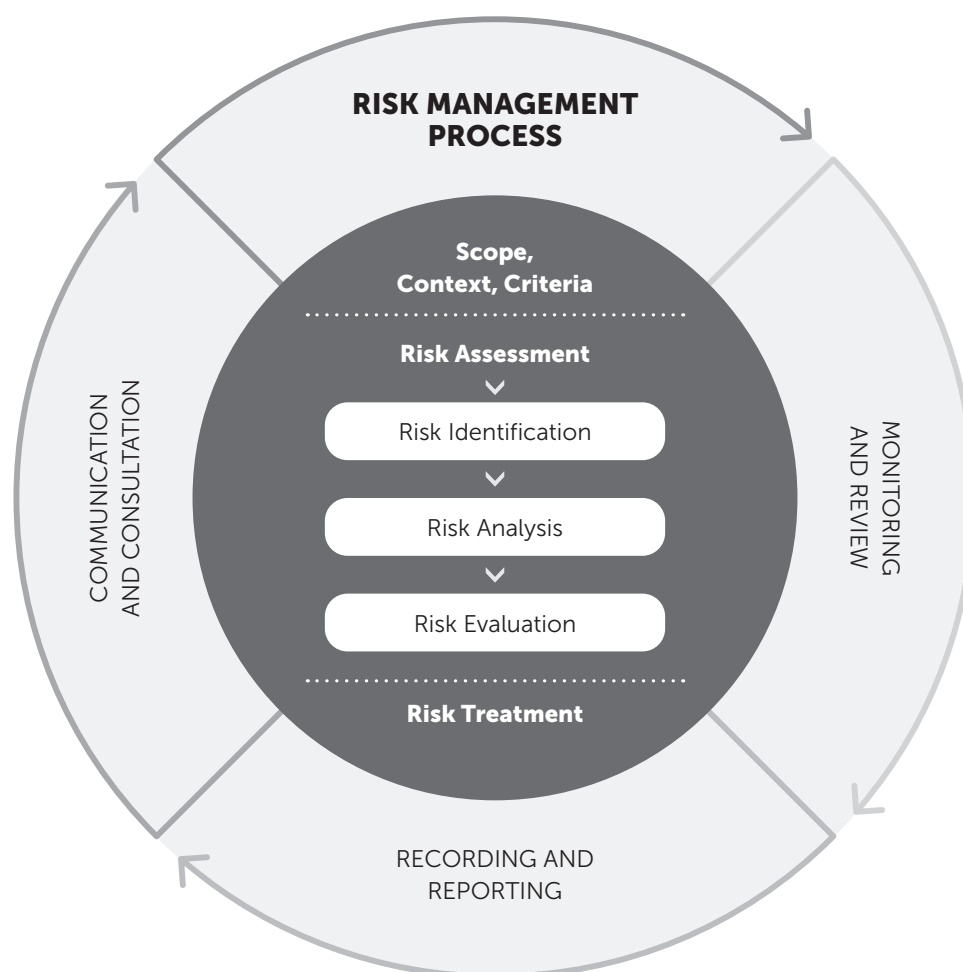 RISK MANAGEMENT
PROCESS
Scope,
Context, Criteria
Risk Assessment
Risk Identification
Risk Analysis
Risk Evaluation
Risk Treatment
COMMUNICATION
AND CONSULTATION
MONITORING
AND REVIEW
RECORDING AND
REPORTING